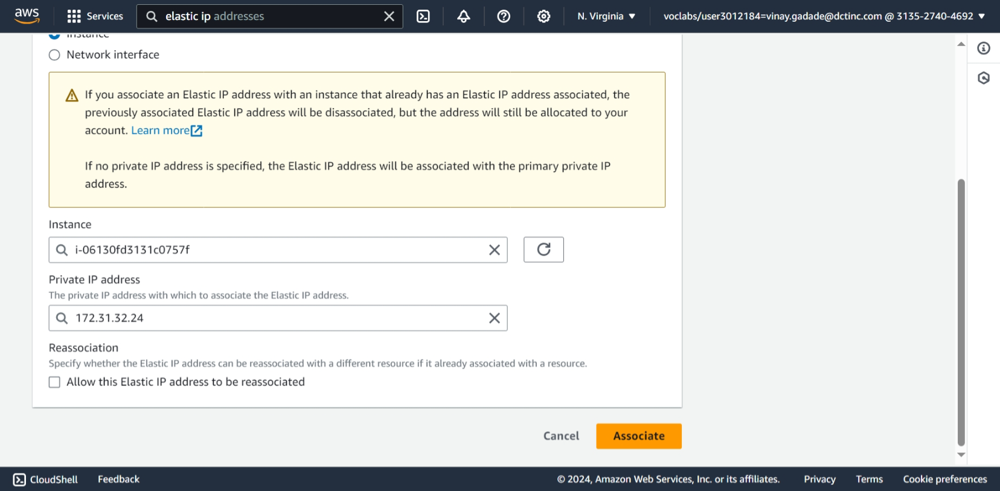 aws
Services
elastic ip addresses
N. Virginia ▼
voclabs/user3012184=vinay.gadade@dctinc.com @ 3135-2740-4692 ▼
Instance
Network interface
If you associate an Elastic IP address with an instance that already has an Elastic IP address associated, the
previously associated Elastic IP address will be disassociated, but the address will still be allocated to your
account. Learn more
If no private IP address is specified, the Elastic IP address will be associated with the primary private IP
address.
Instance
i-06130fd3131c0757f
Private IP address
The private IP address with which to associate the Elastic IP address.
172.31.32.24
Reassociation
Specify whether the Elastic IP address can be reassociated with a different resource if it already associated with a resource.
Allow this Elastic IP address to be reassociated
Cancel
Associate
CloudShell
Feedback
© 2024, Amazon Web Services, Inc. or its affiliates.
Privacy
Terms
Cookie preferences